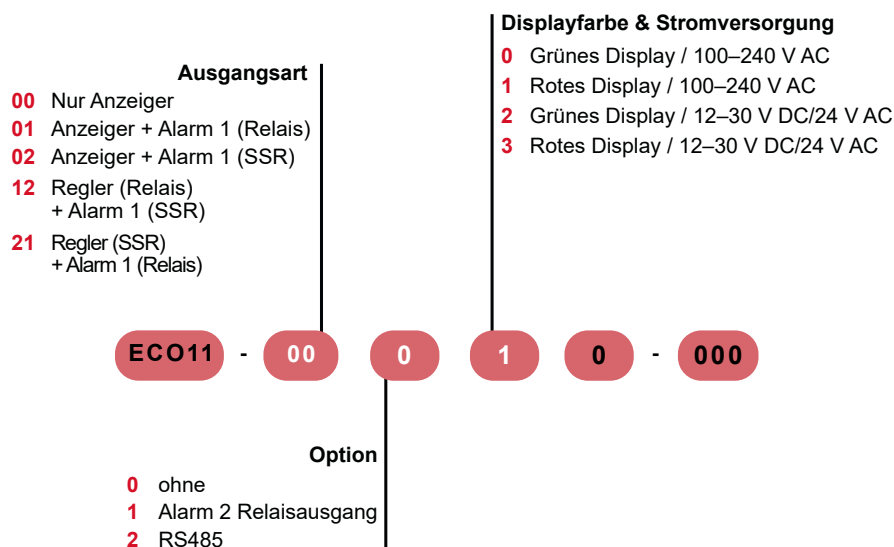 Displayfarbe & Stromversorgung
0 Grünes Display / 100–240 V AC
1 Rotes Display / 100–240 V AC
2 Grünes Display / 12–30 V DC/24 V AC
3 Rotes Display / 12–30 V DC/24 V AC
Ausgangsart
00 Nur Anzeiger
01 Anzeiger + Alarm 1 (Relais)
02 Anzeiger + Alarm 1 (SSR)
12 Regler (Relais)
+ Alarm 1 (SSR)
21 Regler (SSR)
+ Alarm 1 (Relais)
ECO11 - 00 0 1 0 - 000
Option
0 ohne
1 Alarm 2 Relaisausgang
2 RS485